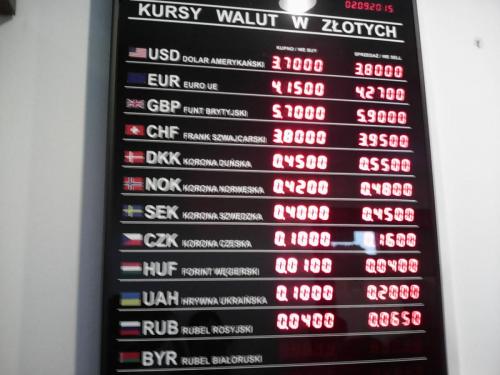 02.09.2015
KURSY WALUT W ZŁOTYCH
KUPNO / WE BUY SPRZEDAŻ / WE SELL
USD DOLAR AMERYKAŃSKI 3.7000 3.8000
EUR EURO UE 4.1500 4.2700
GBP FUNT BRYTYJSKI 5.7000 5.9000
CHF FRANK SZWAJCARSKI 3.8000 3.9500
DKK KORONA DUŃSKA 0.4500 0.5500
NOK KORONA NORWESKA 0.4200 0.4800
SEK KORONA SZWEDZKA 0.4000 0.4500
CZK KORONA CZESKA 0.1000 0.1600
HUF FORINT WĘGIERSKI 0.0100 0.0400
UAH HRYWNA UKRAIŃSKA 0.1000 0.2000
RUB RUBEL ROSYJSKI 0.0400 0.0650
BYR RUBEL BIAŁORUSKI